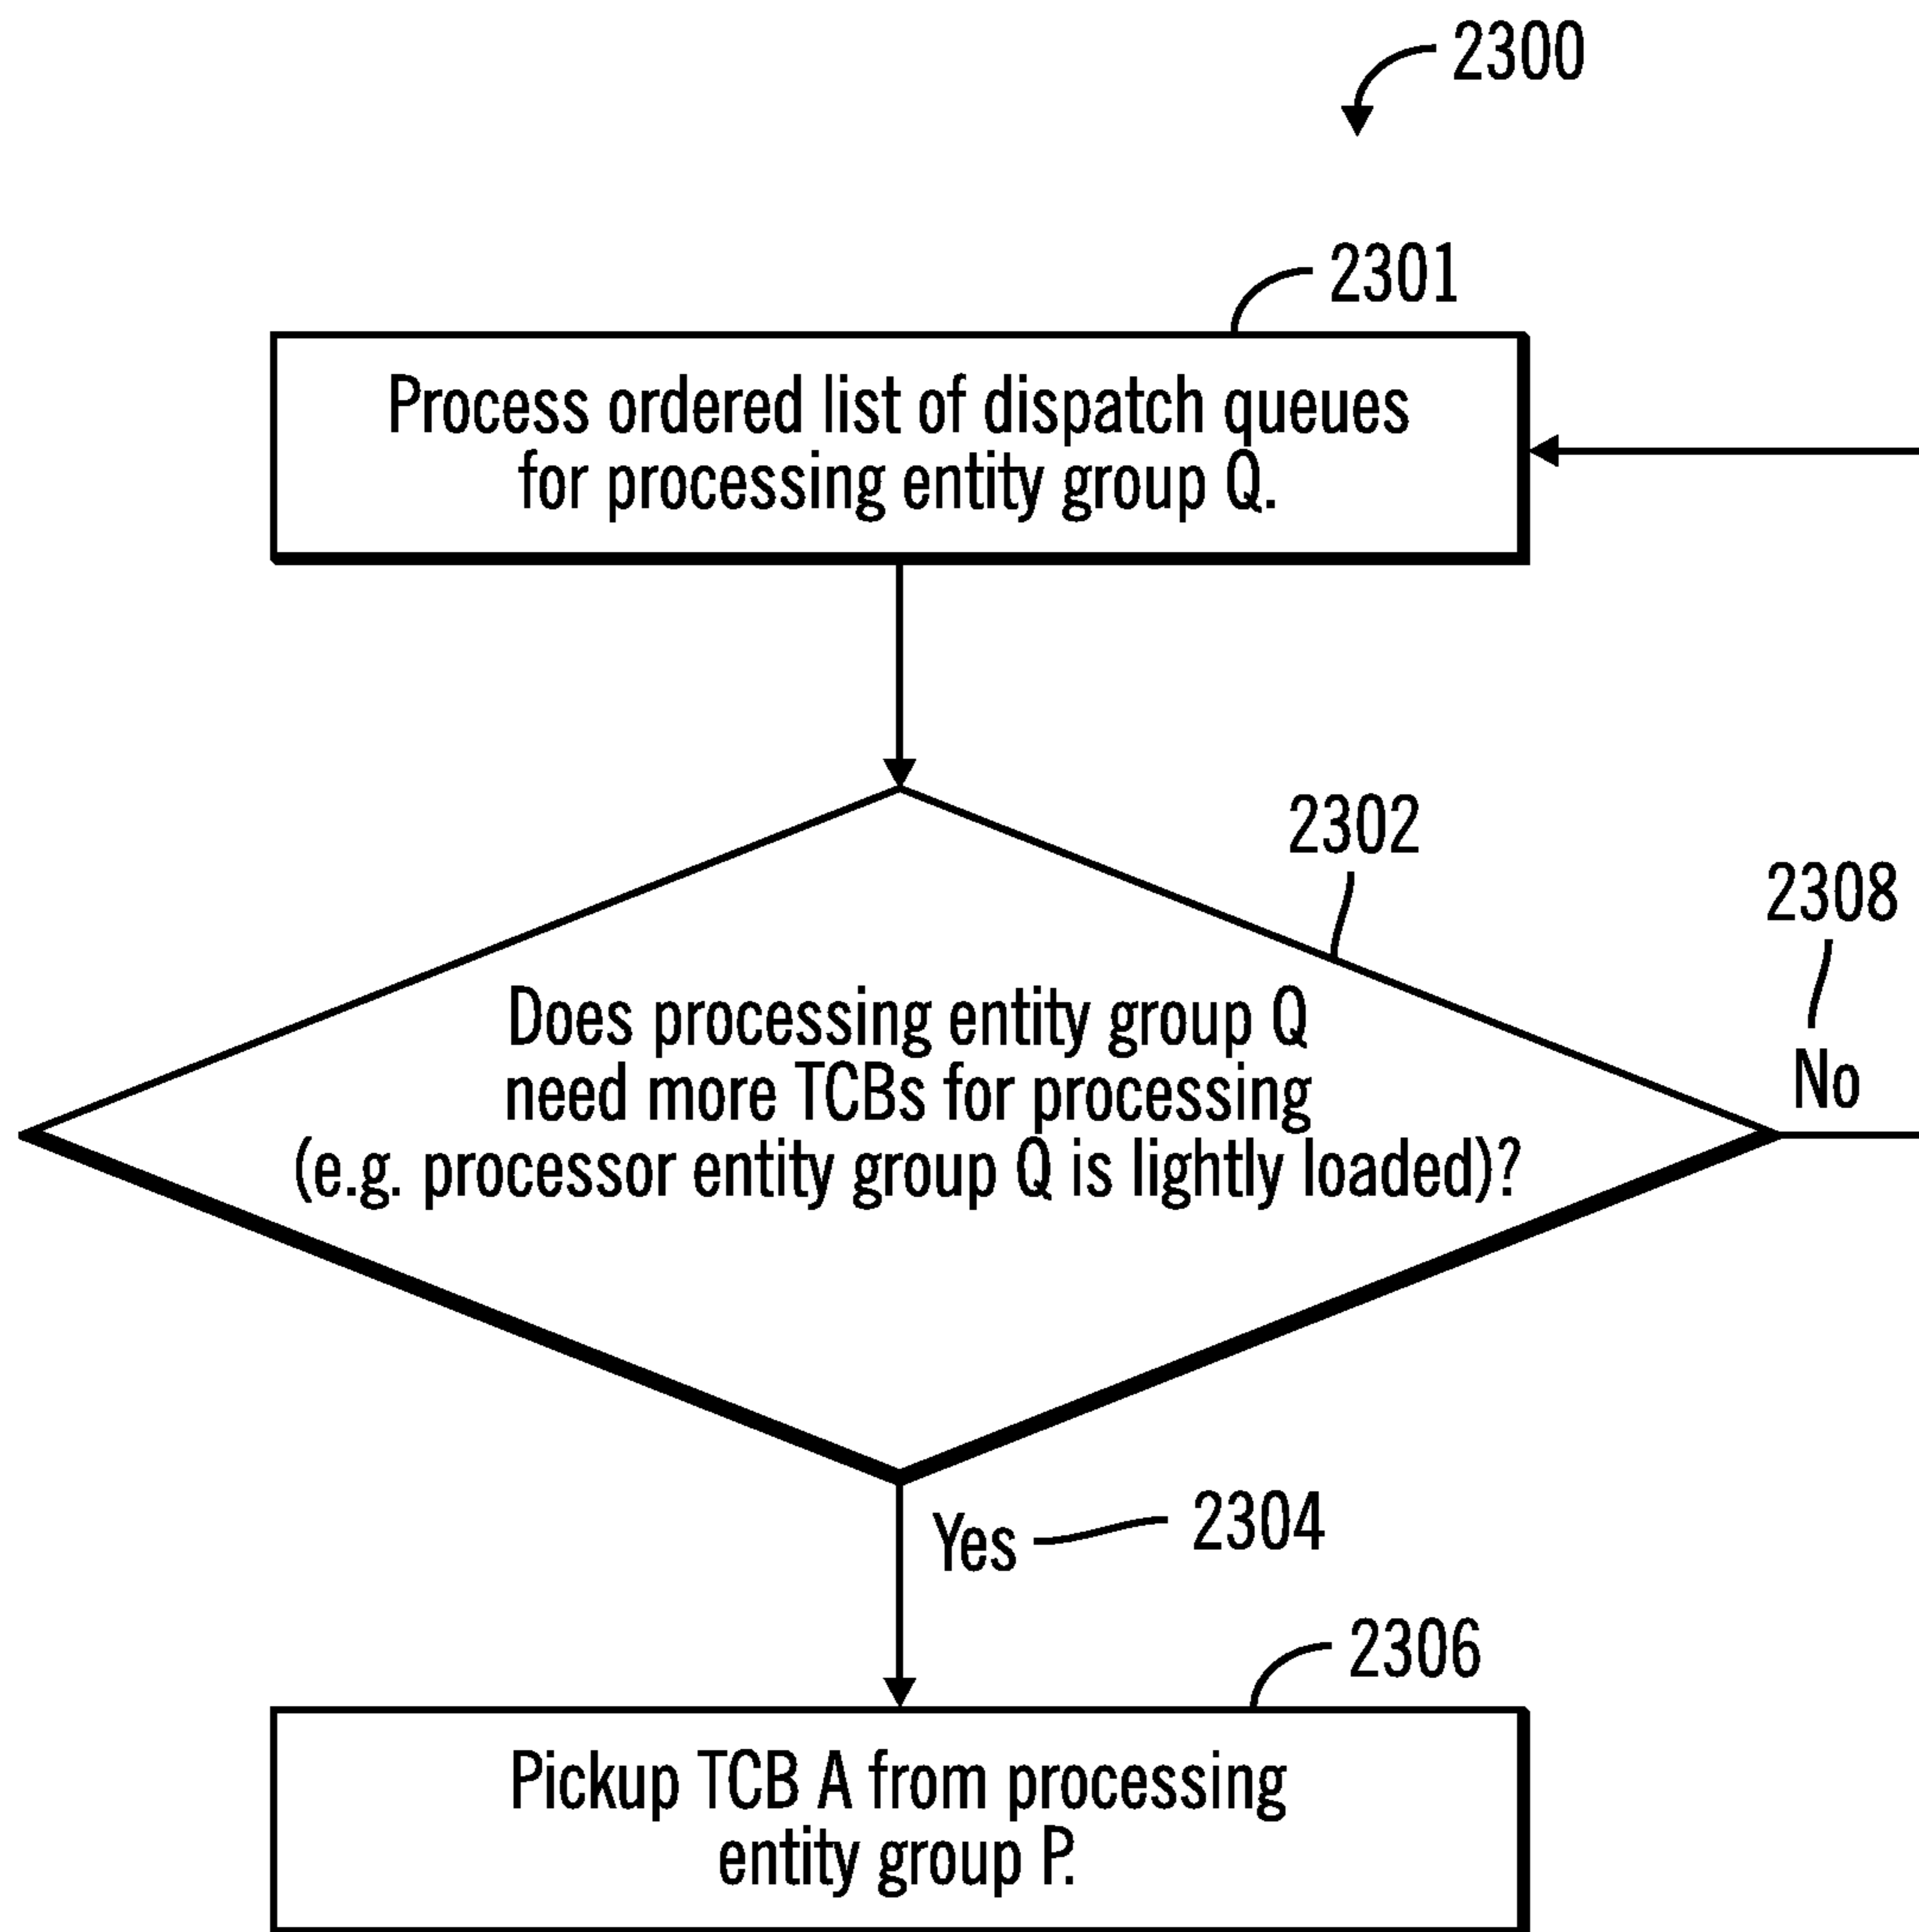 2300
2301
Process ordered list of dispatch queues
for processing entity group Q.
2302
2308
Does processing entity group Q
need more TCBs for processing
(e.g. processor entity group Q is lightly loaded)?
No
Yes
2304
2306
Pickup TCB A from processing
entity group P.